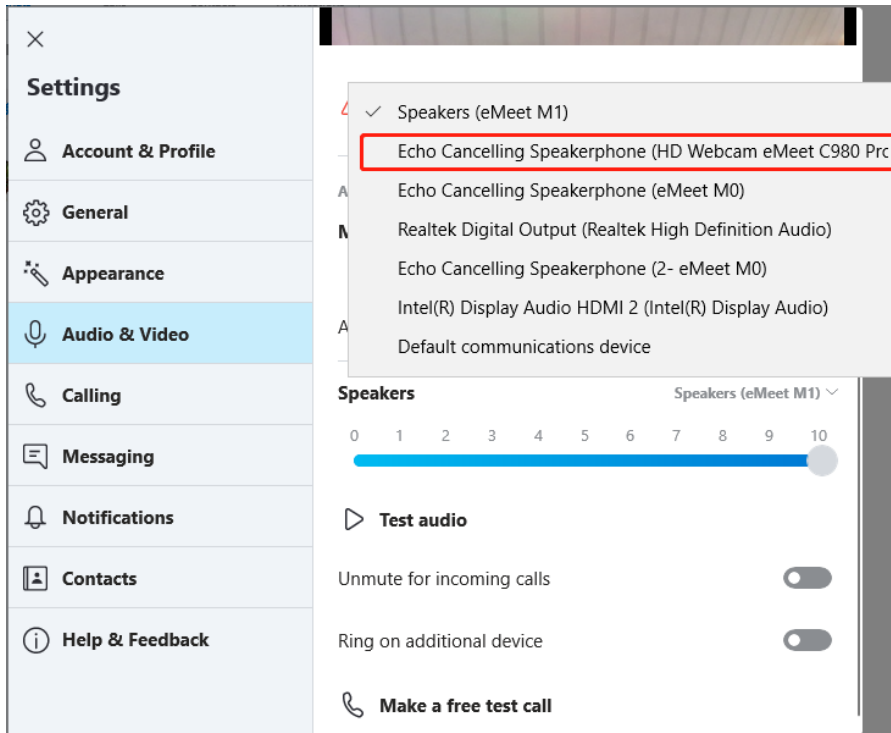 Settings
Account & Profile
General
Appearance
Audio & Video
Calling
Messaging
Notifications
Contacts
Help & Feedback
Speakers (eMeet M1)
Echo Cancelling Speakerphone (HD Webcam eMeet C980 Prc
Echo Cancelling Speakerphone (eMeet M0)
Realtek Digital Output (Realtek High Definition Audio)
Echo Cancelling Speakerphone (2- eMeet M0)
Intel(R) Display Audio HDMI 2 (Intel(R) Display Audio)
Default communications device
Speakers Speakers (eMeet M1)
0 1 2 3 4 5 6 7 8 9 10
Test audio
Unmute for incoming calls
Ring on additional device
Make a free test call